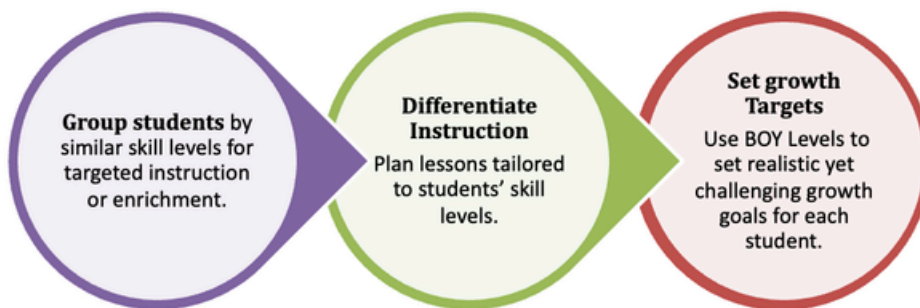 Group students by
similar skill levels for
targeted instruction
or enrichment.
Differentiate
Instruction
Plan lessons tailored
to students’ skill
levels.
Set growth
Targets
Use BOY Levels to
set realistic yet
challenging growth
goals for each
student.